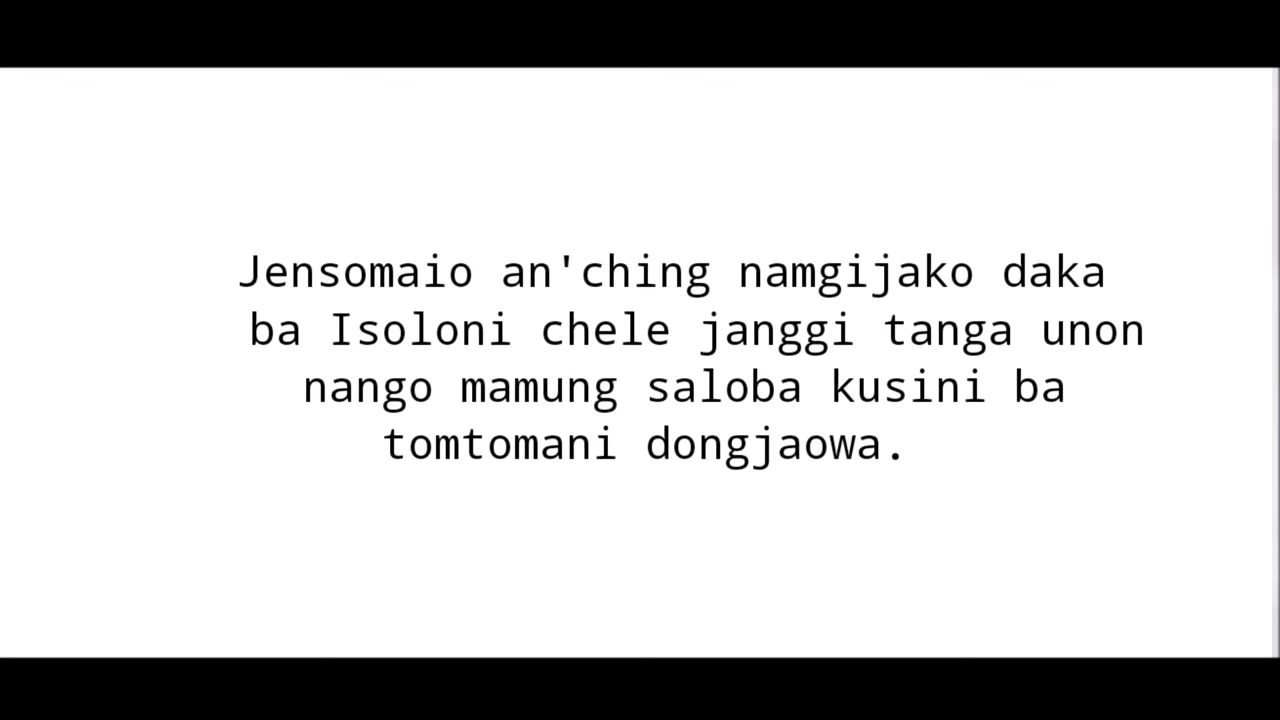 Jensomaio an'ching namgijako daka
ba Isoloni chele janggi tanga unon
nango mamung saloba kusini ba
tomtomani dongjaowa.